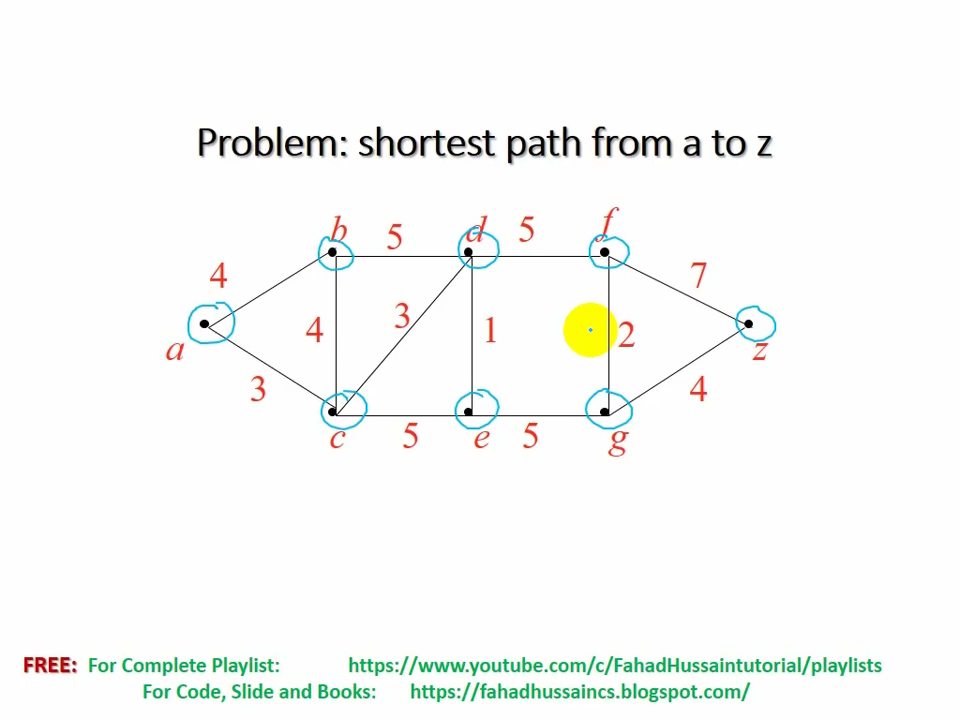 Problem: shortest path from a to z
b 5 d 5 f
4 7
4 3 1 2
a z
3 4
c 5 e 5 g
FREE: For Complete Playlist: https://www.youtube.com/c/FahadHussaintutorial/playlists
For Code, Slide and Books: https://fahadhussaincs.blogspot.com/